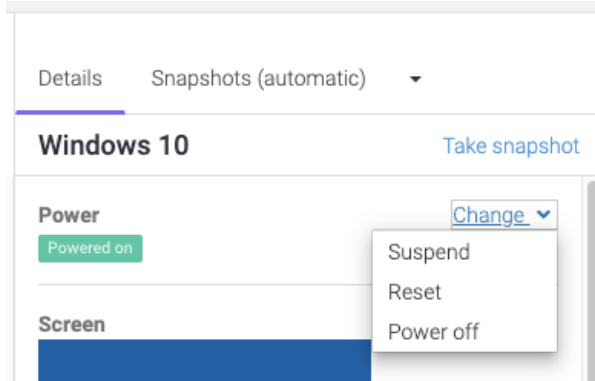 Details Snapshots (automatic)
Windows 10 Take snapshot
Power Change
Powered on
Suspend
Reset
Screen
Power off